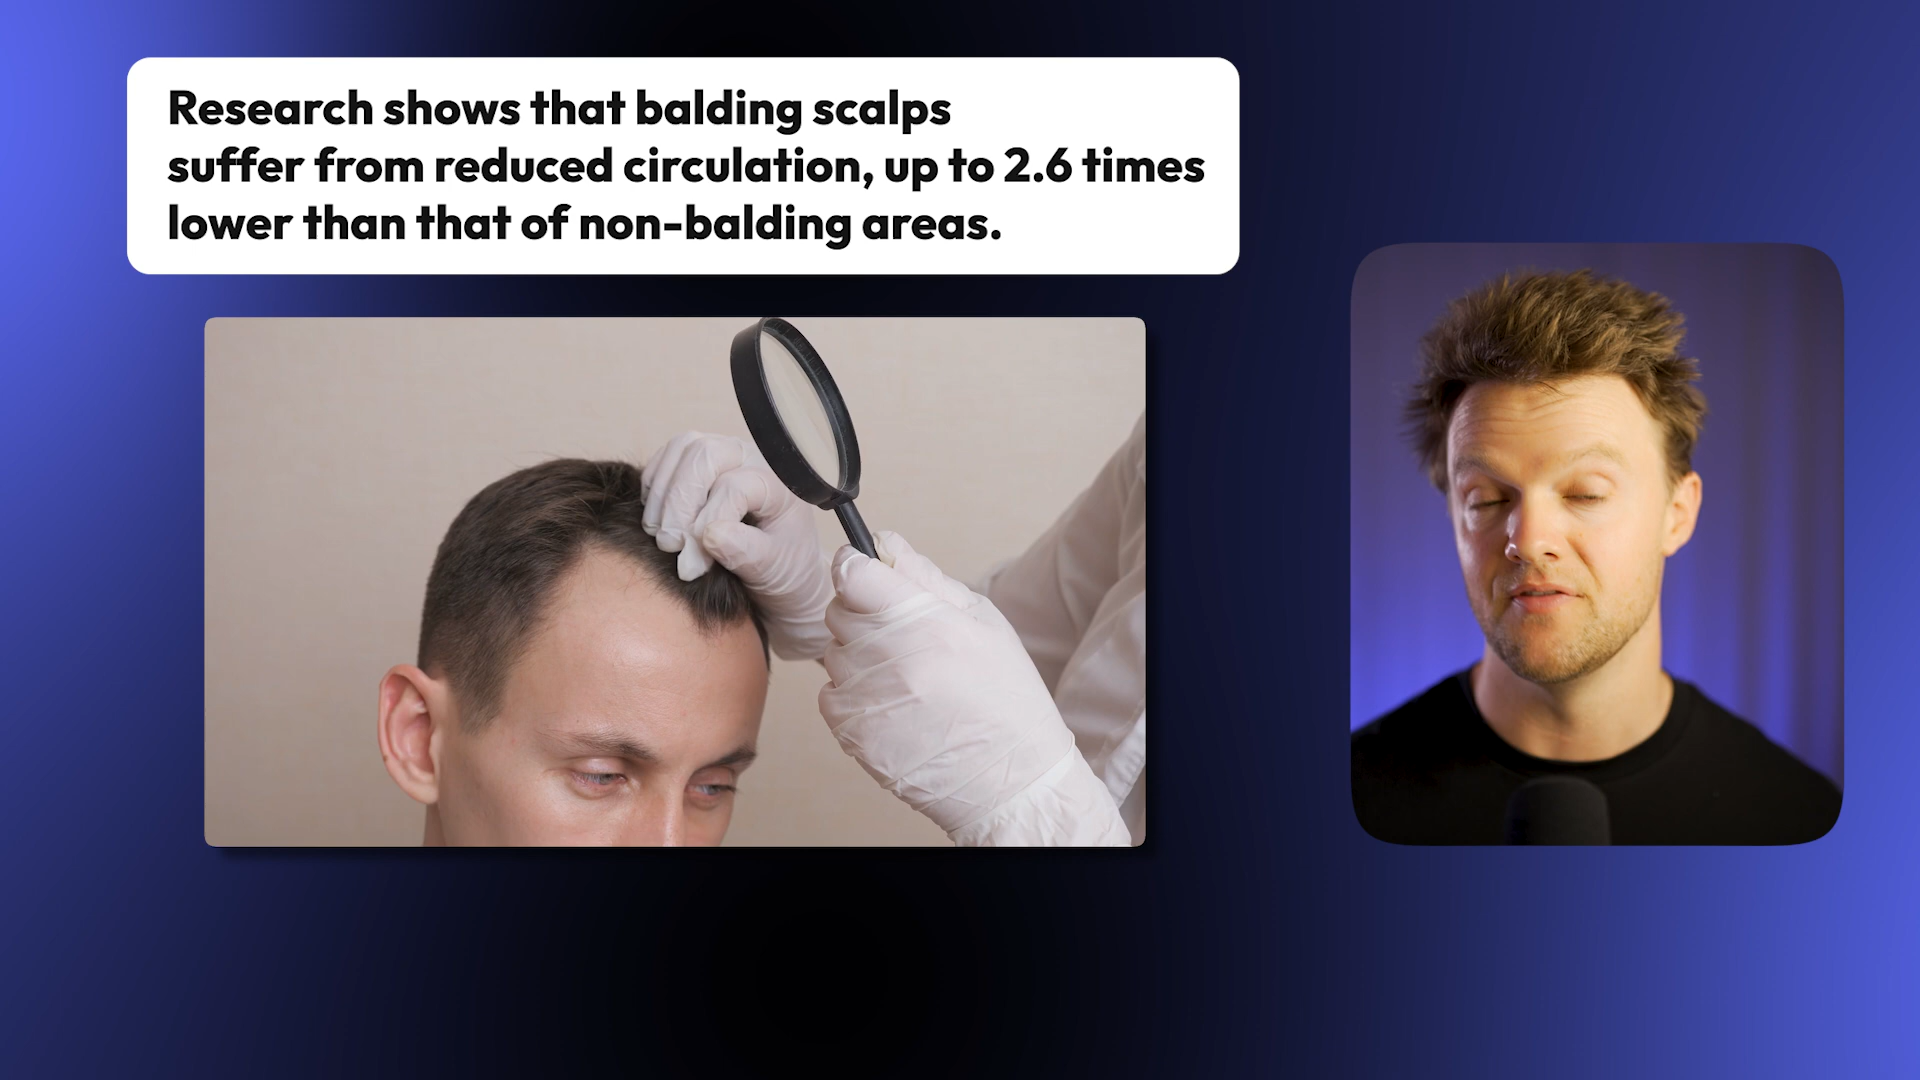 Research shows that balding scalps
suffer from reduced circulation, up to 2.6 times
lower than that of non-balding areas.